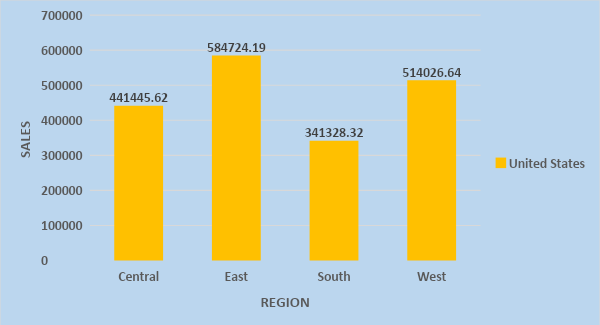 700000
600000
500000
400000
300000
200000
100000
0
SALES
441445.62
584724.19
341328.32
514026.64
Central
East
South
West
REGION
United States